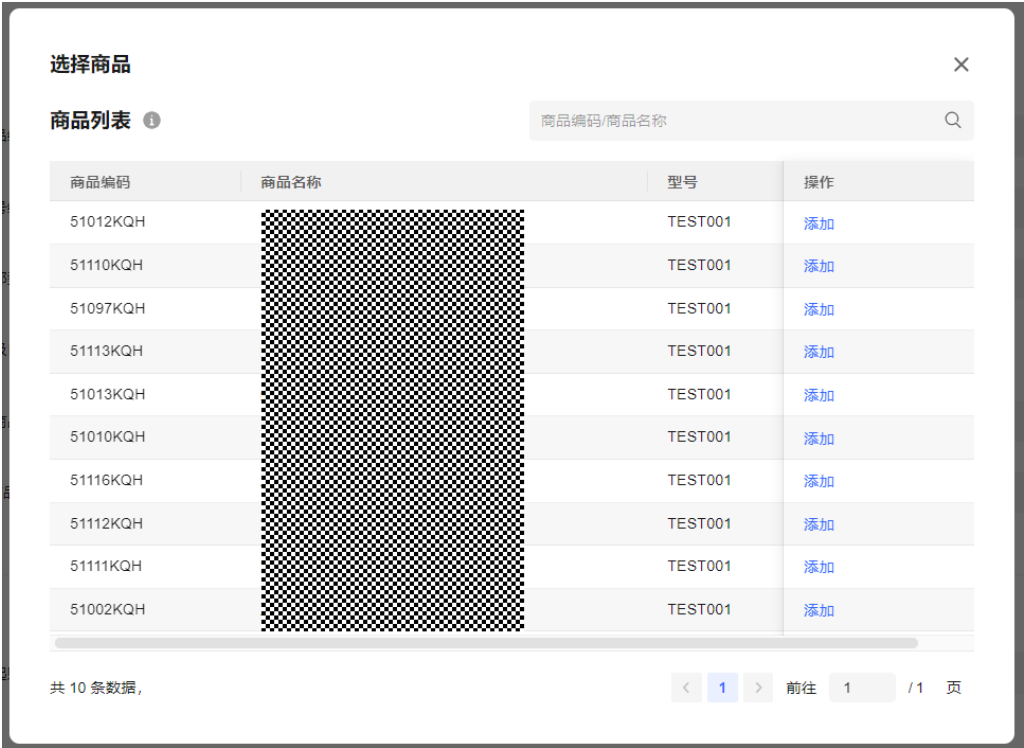 选择商品
商品列表
商品编码/商品名称
商品编码 商品名称 型号 操作
51012KQH TEST001 添加
51110KQH TEST001 添加
51097KQH TEST001 添加
51113KQH TEST001 添加
51013KQH TEST001 添加
51010KQH TEST001 添加
51116KQH TEST001 添加
51112KQH TEST001 添加
51111KQH TEST001 添加
51002KQH TEST001 添加
共 10 条数据,
1 前往 1 / 1 页